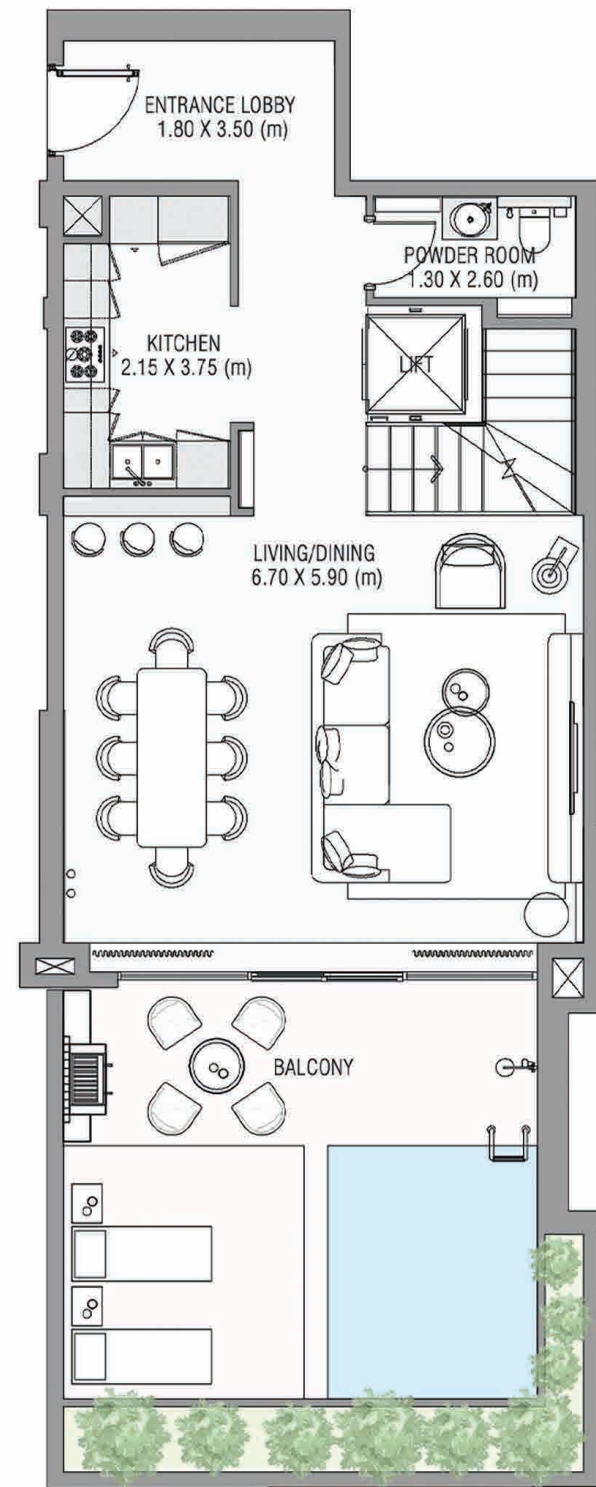 ENTRANCE LOBBY
1.80 X 3.50 (m)
POWDER ROOM
1.30 X 2.60 (m)
KITCHEN
2.15 X 3.75 (m)
LIFT
LIVING/DINING
6.70 X 5.90 (m)
BALCONY